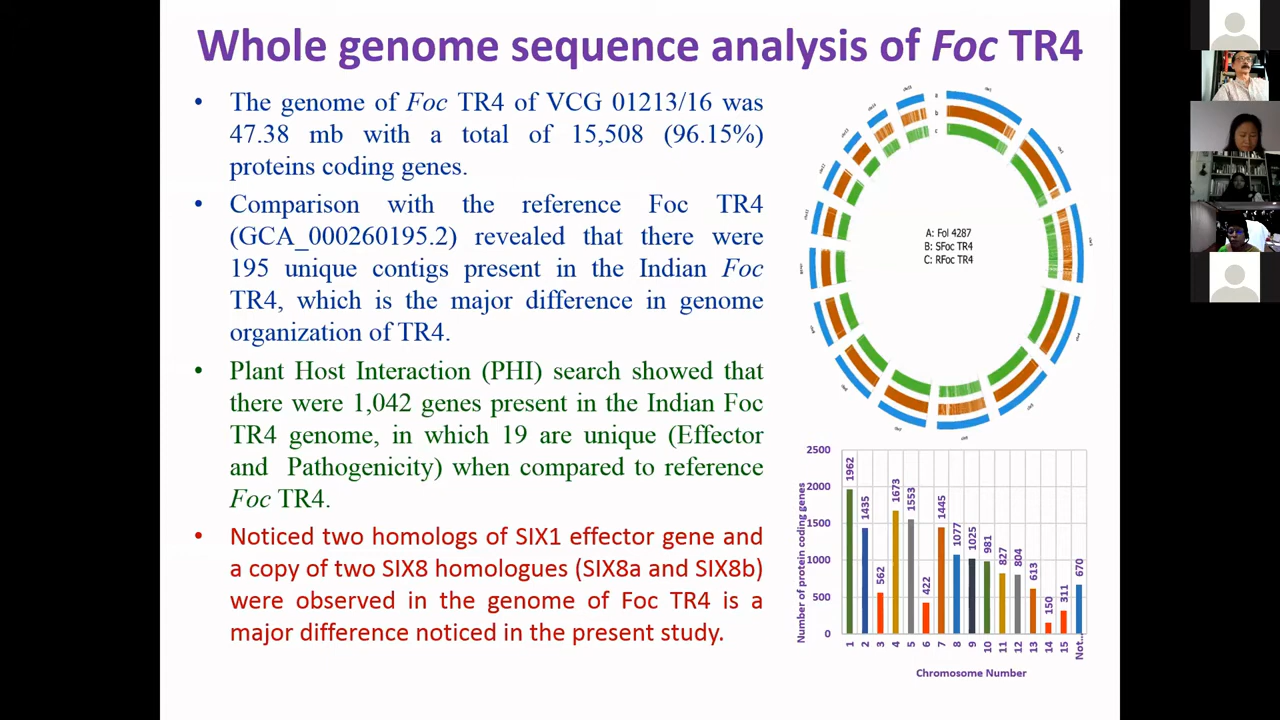 Whole genome sequence analysis of Foc TR4
• The genome of Foc TR4 of VCG 01213/16 was
47.38 mb with a total of 15,508 (96.15%)
proteins coding genes.
• Comparison with the reference Foc TR4
(GCA_000260195.2) revealed that there were
195 unique contigs present in the Indian Foc
TR4, which is the major difference in genome
organization of TR4.
• Plant Host Interaction (PHI) search showed that
there were 1,042 genes present in the Indian Foc
TR4 genome, in which 19 are unique (Effector
and Pathogenicity) when compared to reference
Foc TR4.
• Noticed two homologs of SIX1 effector gene and
a copy of two SIX8 homologues (SIX8a and SIX8b)
were observed in the genome of Foc TR4 is a
major difference noticed in the present study.
a
b
c
A: Fol 4287
B: SFoc TR4
C: RFoc TR4
Number of protein coding genes
2500
2000
1500
1000
500
0
1962
1435
562
1673
1553
422
1445
1077
1025
981
827
804
613
150
311
670
1 2 3 4 5 6 7 8 9 10 11 12 13 14 15 Not...
Chromosome Number